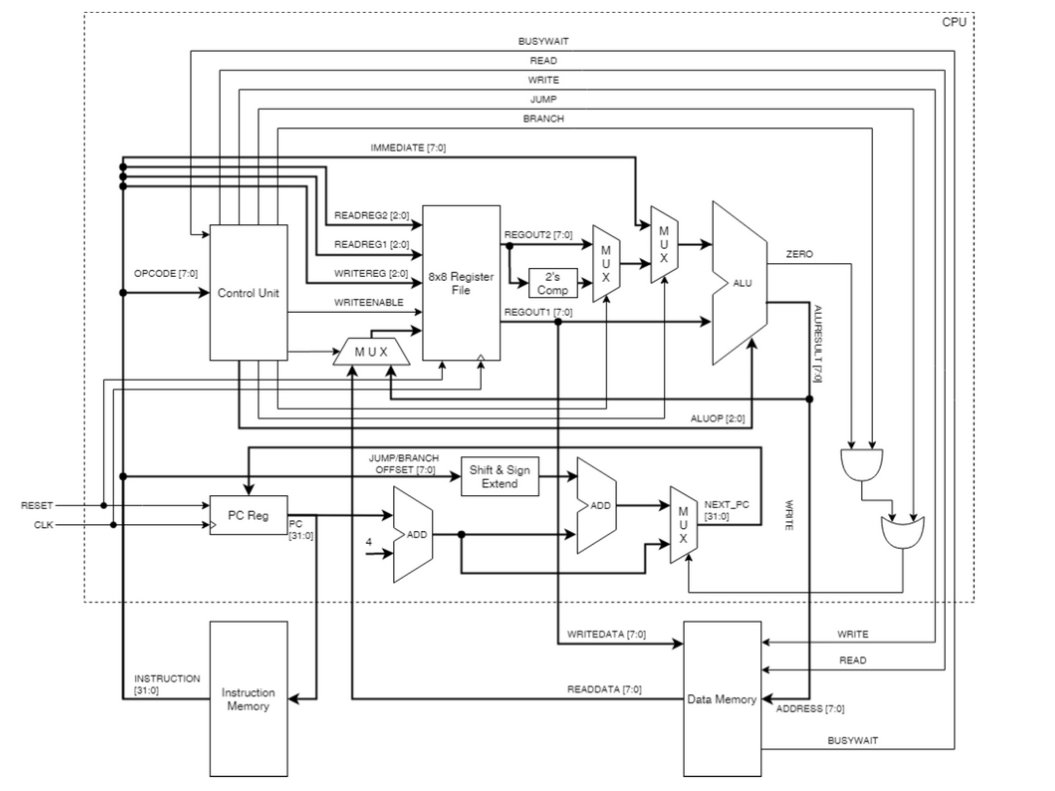 CPU
BUSYWAIT
READ
WRITE
JUMP
BRANCH
IMMEDIATE [7:0]
READREG2 [2:0]
READREG1 [2:0]
WRITEREG [2:0]
OPCODE [7:0]
WRITEENABLE
Control Unit
8x8 Register
File
REGOUT2 [7:0]
2's
Comp
REGOUT1 [7:0]
M
U
X
M
U
X
ALU
ZERO
ALURESULT [7:0]
M U X
ALUOP [2:0]
JUMP/BRANCH
OFFSET [7:0]
Shift & Sign
Extend
RESET
CLK
PC Reg
PC
[31:0]
4
ADD
ADD
M
U
X
NEXT_PC
[31:0]
WRITE
WRITEDATA [7:0]
WRITE
READ
INSTRUCTION
[31:0]
Instruction
Memory
READDATA [7:0]
Data Memory
ADDRESS [7:0]
BUSYWAIT